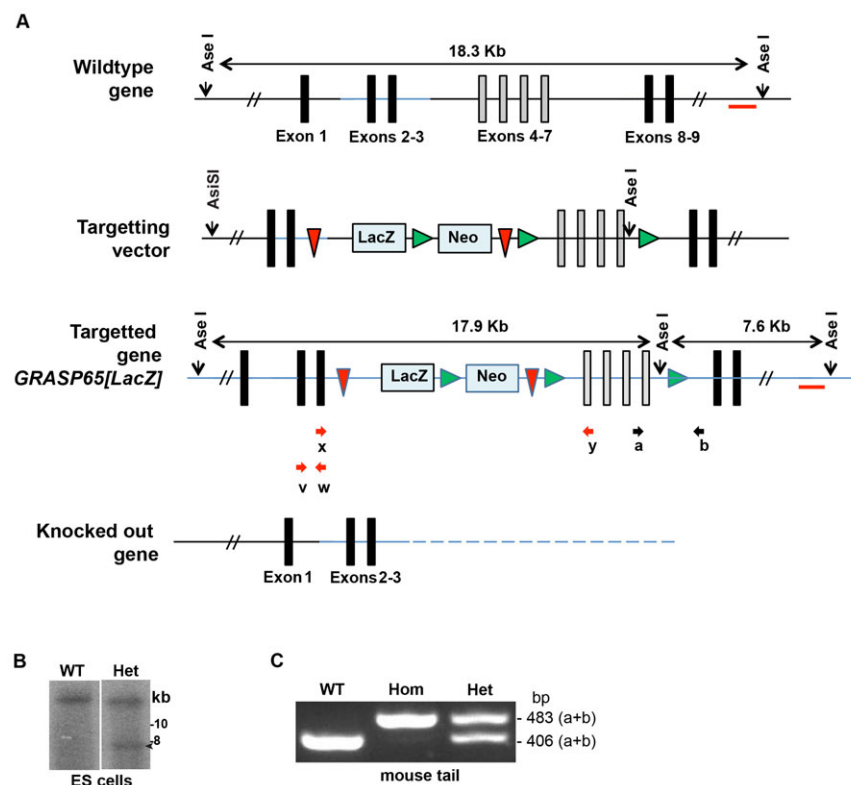 A
Wildtype gene
Ase I
18.3 Kb
Ase I
Exon 1
Exons 2-3
Exons 4-7
Exons 8-9
Targetting vector
AsiSI
LacZ
Neo
Ase I
Targetted gene
GRASP65[LacZ]
Ase I
17.9 Kb
Ase I
7.6 Kb
Ase I
LacZ
Neo
x
y
a
b
v
w
Knocked out gene
Exon 1
Exons 2-3
B
WT
Het
kb
-10
-8
ES cells
C
WT
Hom
Het
bp
- 483 (a+b)
- 406 (a+b)
mouse tail